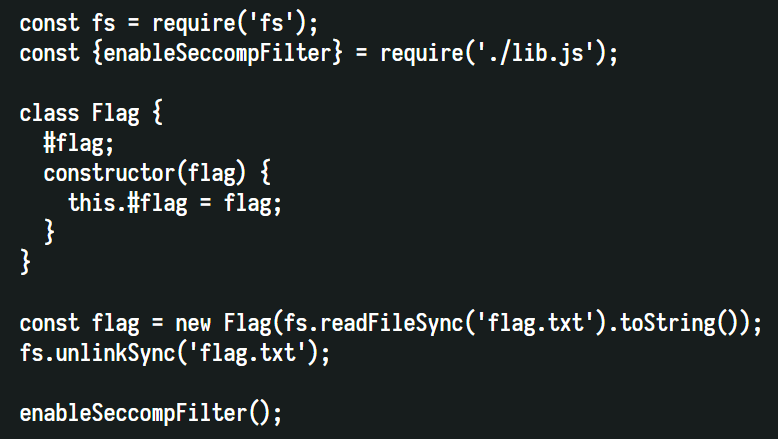 const fs = require('fs');
const {enableSeccompFilter} = require('./lib.js');

class Flag {
  #flag;
  constructor(flag) {
    this.#flag = flag;
  }
}

const flag = new Flag(fs.readFileSync('flag.txt').toString());
fs.unlinkSync('flag.txt');

enableSeccompFilter();